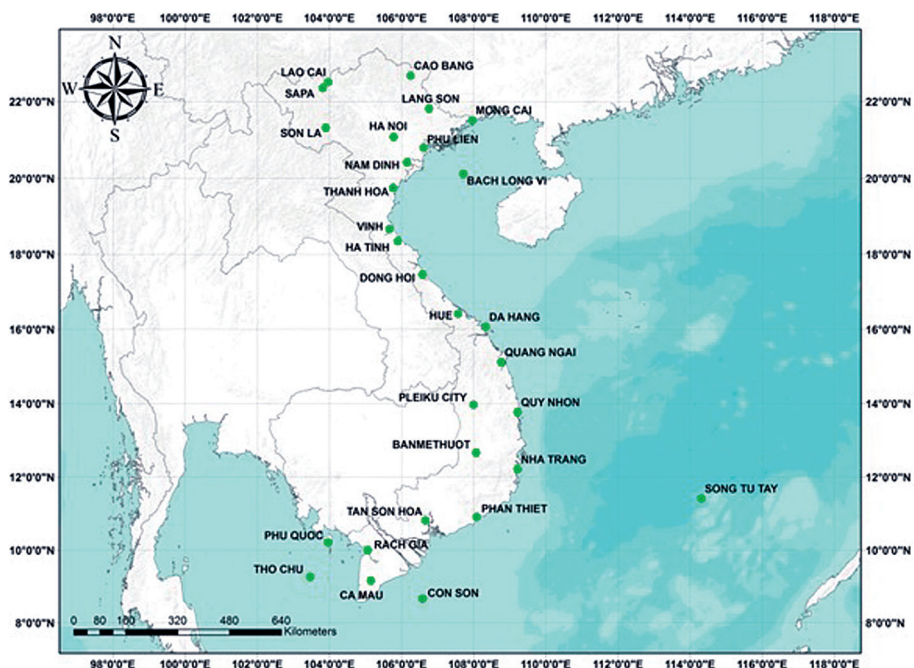 98°0'0"E 100°0'0"E 102°0'0"E 104°0'0"E 106°0'0"E 108°0'0"E 110°0'0"E 112°0'0"E 114°0'0"E 116°0'0"E 118°0'0"E
N
W E
S
LAO CAI
CAO BANG
SAPA
LANG SON
22°0'0"N 22°0'0"N
MONG CAI
SON LA
HA NOI
PHU LIEN
NAM DINH
20°0'0"N 20°0'0"N
BACH LONG VI
THANH HOA
VINH
HA TINH
18°0'0"N 18°0'0"N
DONG HOI
HUE
DA HANG
16°0'0"N 16°0'0"N
QUANG NGAI
PLEIKU CITY
QUY NHON
14°0'0"N 14°0'0"N
BANMETHUOT
NHA TRANG
12°0'0"N 12°0'0"N
SONG TU TAY
TAN SON HOA
PHAN THIET
PHU QUOC
RACH GIA
10°0'0"N 10°0'0"N
THO CHU
CA MAU
CON SON
8°0'0"N 8°0'0"N
0 80 160 320 480 640
Kilometers
98°0'0"E 100°0'0"E 102°0'0"E 104°0'0"E 106°0'0"E 108°0'0"E 110°0'0"E 112°0'0"E 114°0'0"E 116°0'0"E 118°0'0"E